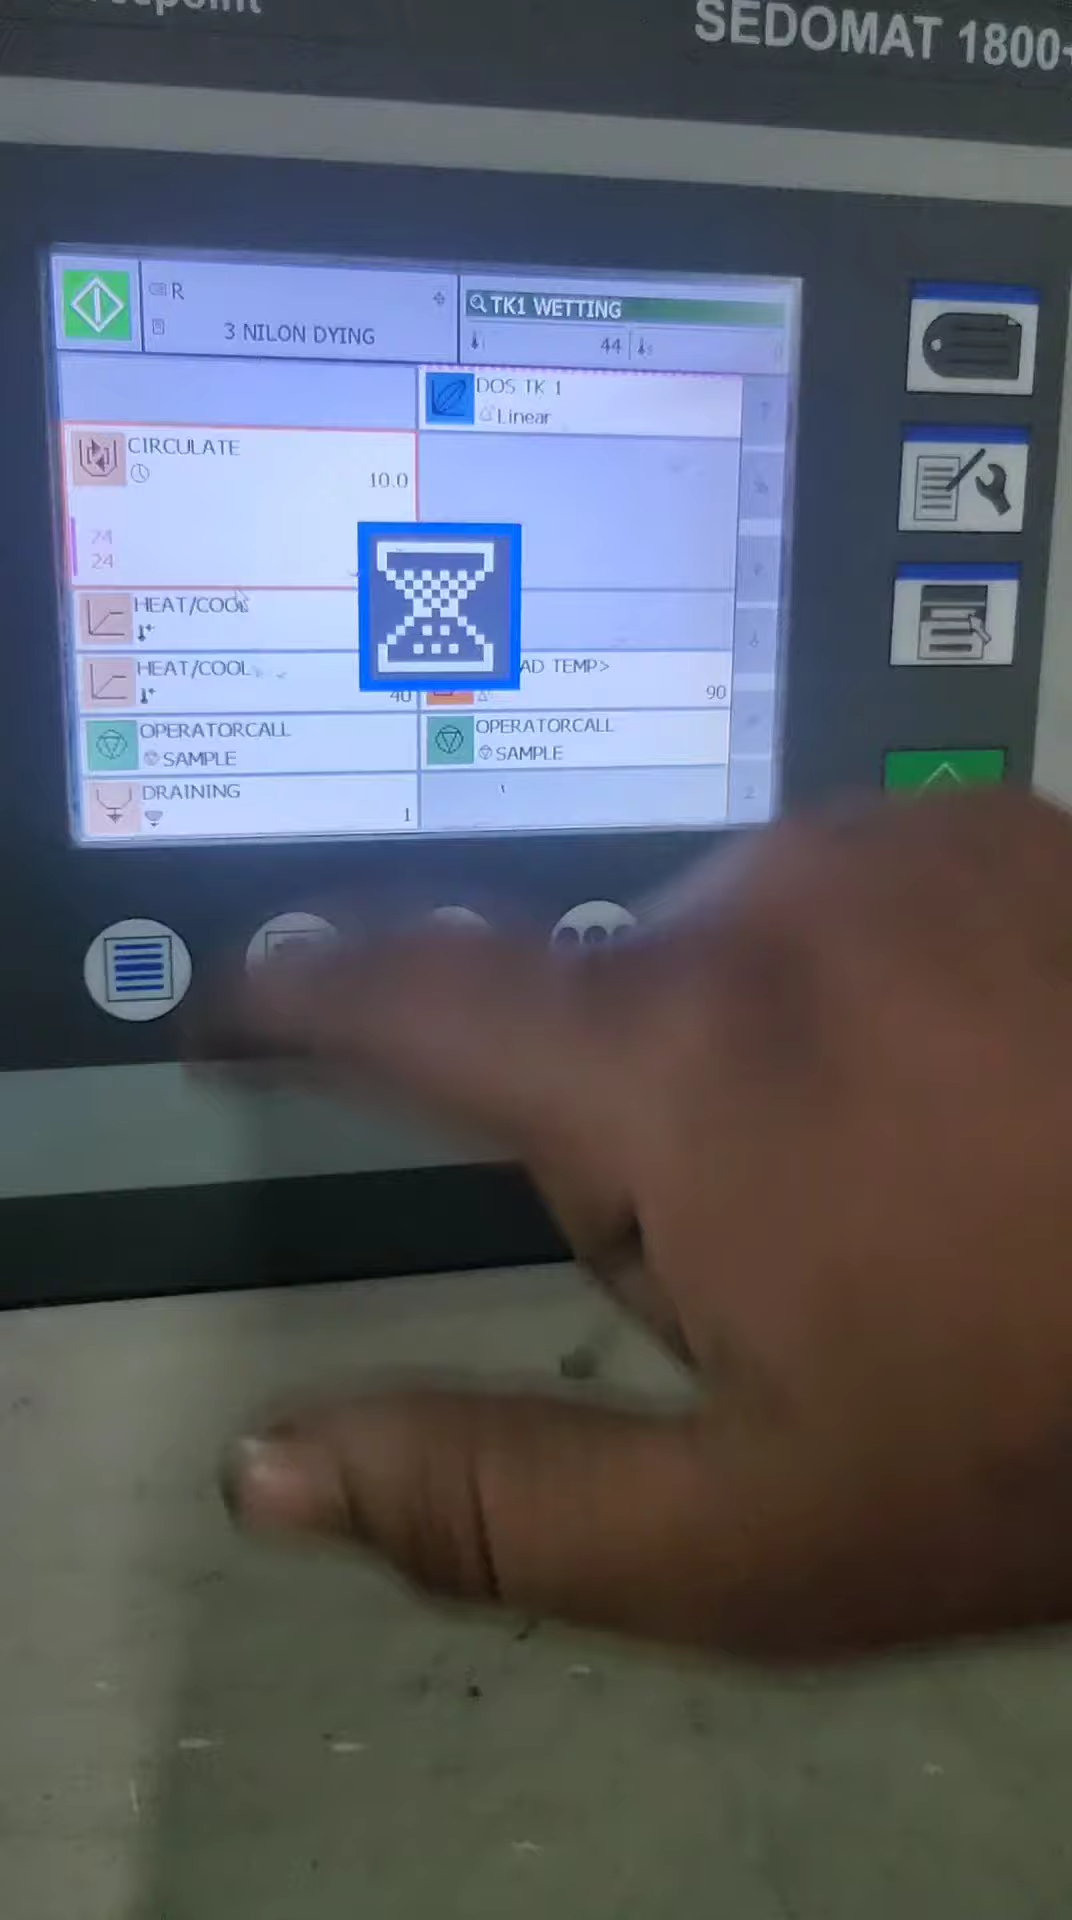 SEDOMAT 1800+
R
3 NILON DYING
TK1 WETTING
44
DOS TK 1
Linear
CIRCULATE
10.0
24
24
HEAT/COOL
HEAT/COOL
40
AD TEMP>
90
OPERATORCALL
SAMPLE
OPERATORCALL
SAMPLE
DRAINING
1